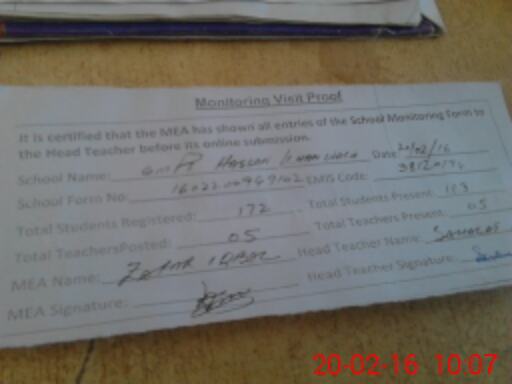 Monitoring Visit Proof
It is certified that the MEA has shown all entries of the School Monitoring Form to
the Head Teacher before its online submission.
School Name: GMPS Hassan Date: 20/02/16
School Form No: EMIS Code:
Total Students Registered: 172 Total Students Present: 123
Total TeachersPosted: 05 Total Teachers Present: 05
MEA Name: Zafar Iqbal Head Teacher Name:
MEA Signature: Head Teacher Signature:
20-02-16 10:07